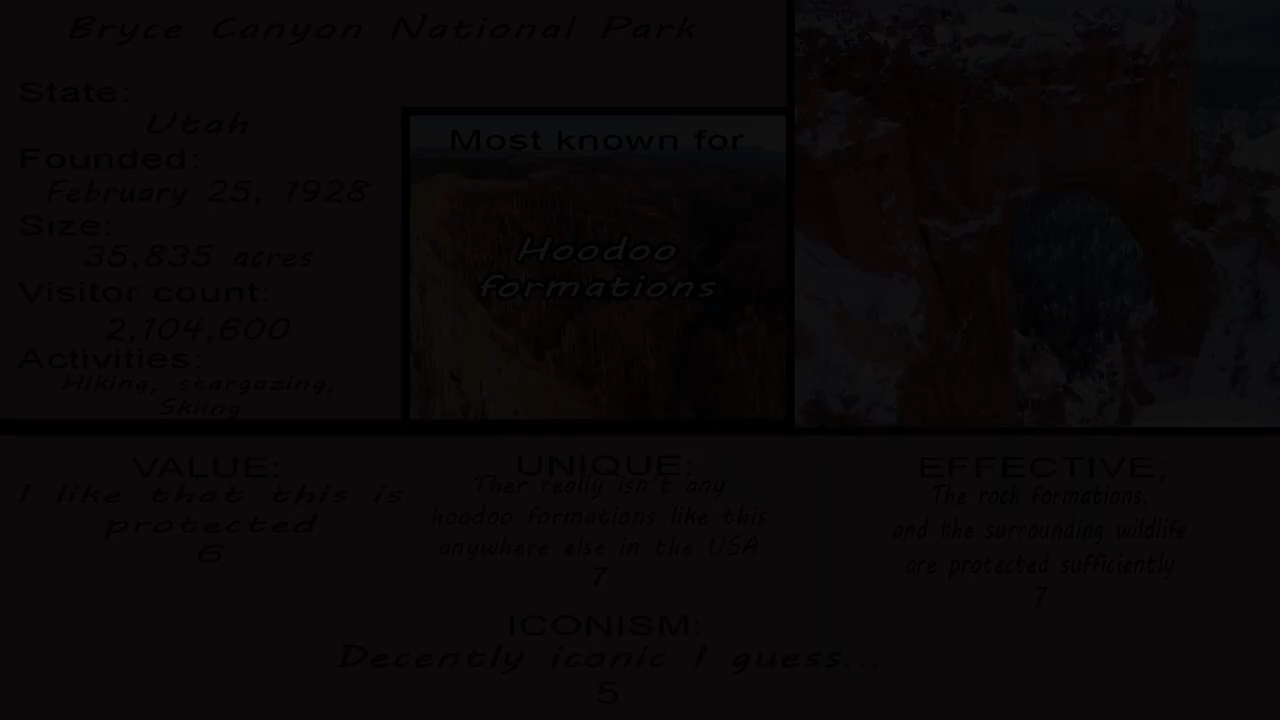 Bryce Canyon National Park
State:
Utah
Founded:
February 25, 1928
Size:
35,835 acres
Visitor count:
2,104,600
Activities:
Hiking, stargazing,
Skiing
Most known for
Hoodoo
formations
VALUE:
I like that this is
protected
6
UNIQUE:
Ther really isn't any
hoodoo formations like this
anywhere else in the USA
7
EFFECTIVE;
The rock formations,
and the surrounding wildlife
are protected sufficiently
7
ICONISM:
Decently iconic I guess...
5